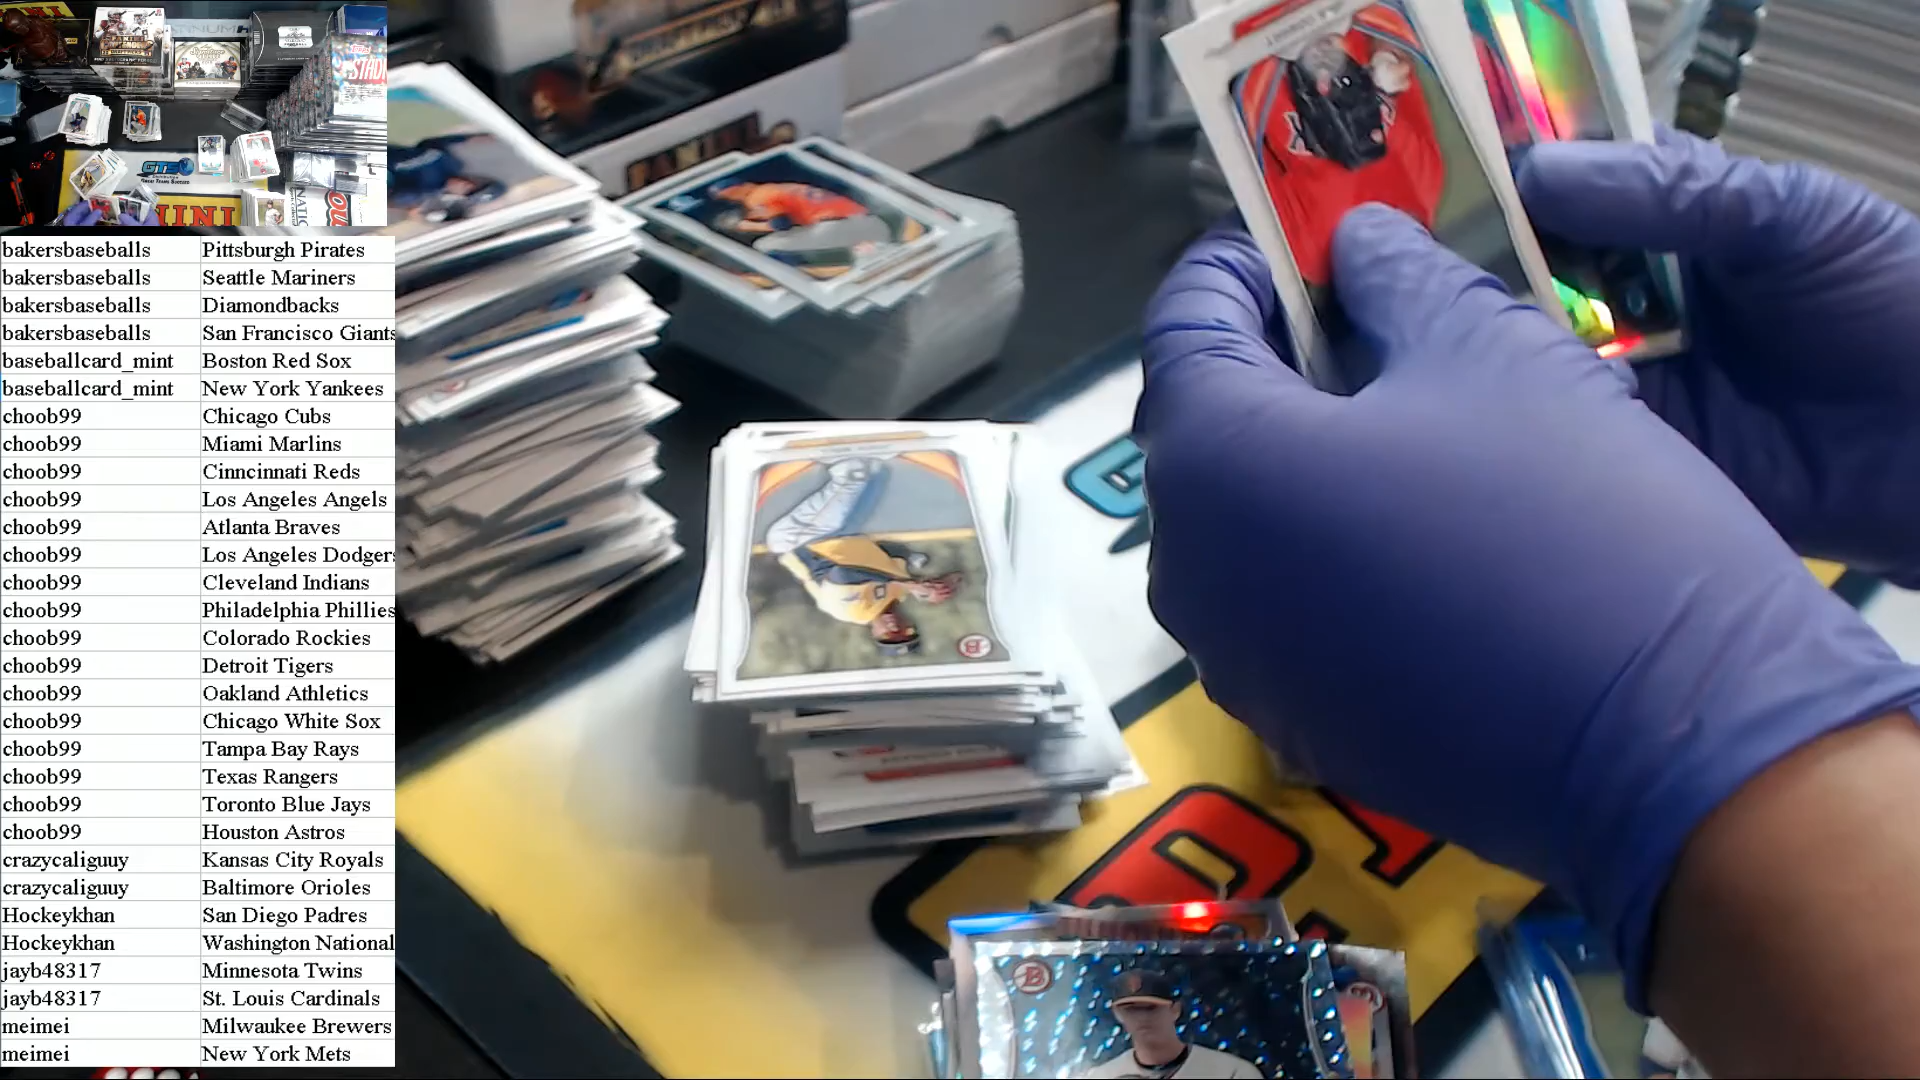 bakersbaseballs Pittsburgh Pirates
bakersbaseballs Seattle Mariners
bakersbaseballs Diamondbacks
bakersbaseballs San Francisco Giants
baseballcard_mint Boston Red Sox
baseballcard_mint New York Yankees
choob99 Chicago Cubs
choob99 Miami Marlins
choob99 Cinncinnati Reds
choob99 Los Angeles Angels
choob99 Atlanta Braves
choob99 Los Angeles Dodgers
choob99 Cleveland Indians
choob99 Philadelphia Phillies
choob99 Colorado Rockies
choob99 Detroit Tigers
choob99 Oakland Athletics
choob99 Chicago White Sox
choob99 Tampa Bay Rays
choob99 Texas Rangers
choob99 Toronto Blue Jays
choob99 Houston Astros
crazycaliguuy Kansas City Royals
crazycaliguuy Baltimore Orioles
Hockeykhan San Diego Padres
Hockeykhan Washington National
jayb48317 Minnesota Twins
jayb48317 St. Louis Cardinals
meimei Milwaukee Brewers
meimei New York Mets
GTS
PANINI
B
B